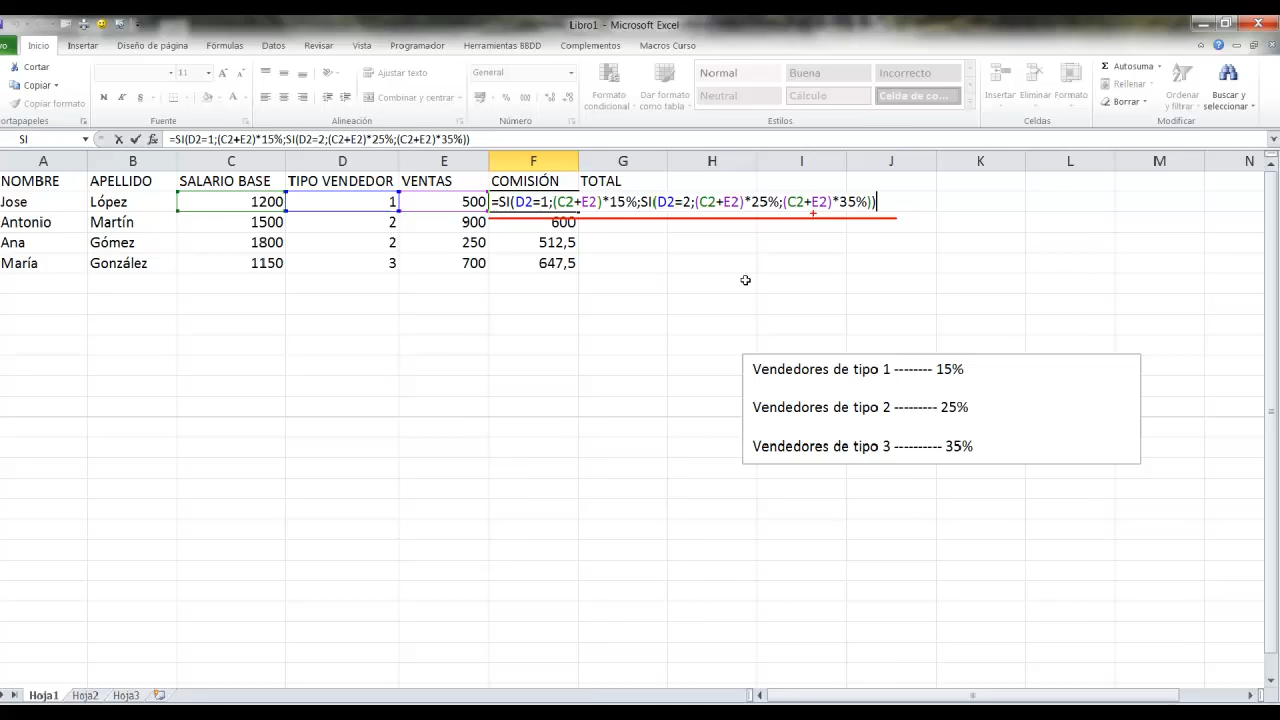 Libro1 - Microsoft Excel
Inicio Insertar Diseño de página Fórmulas Datos Revisar Vista Programador Herramientas BBDD Complementos Macros Curso
Cortar
Copiar
Copiar formato
ortapapeles
11
N K S
Fuente
Ajustar texto
Combinar y centrar
Alineación
General
% 000
Número
Formato condicional
Dar formato como tabla
Normal Buena Incorrecto
Neutral Cálculo Celda de co...
Estilos
Insertar Eliminar Formato
Celdas
Σ Autosuma
Rellenar
Borrar
Ordenar y filtrar
Buscar y seleccionar
Modificar
SI fx =SI(D2=1;(C2+E2)*15%;SI(D2=2;(C2+E2)*25%;(C2+E2)*35%))
A B C D E F G H I J K L M N
NOMBRE APELLIDO SALARIO BASE TIPO VENDEDOR VENTAS COMISIÓN TOTAL
Jose López 1200 1 500 =SI(D2=1;(C2+E2)*15%;SI(D2=2;(C2+E2)*25%;(C2+E2)*35%))
Antonio Martín 1500 2 900 600
Ana Gómez 1800 2 250 512,5
María González 1150 3 700 647,5
Vendedores de tipo 1 -------- 15%
Vendedores de tipo 2 --------- 25%
Vendedores de tipo 3 ---------- 35%
Hoja1 Hoja2 Hoja3